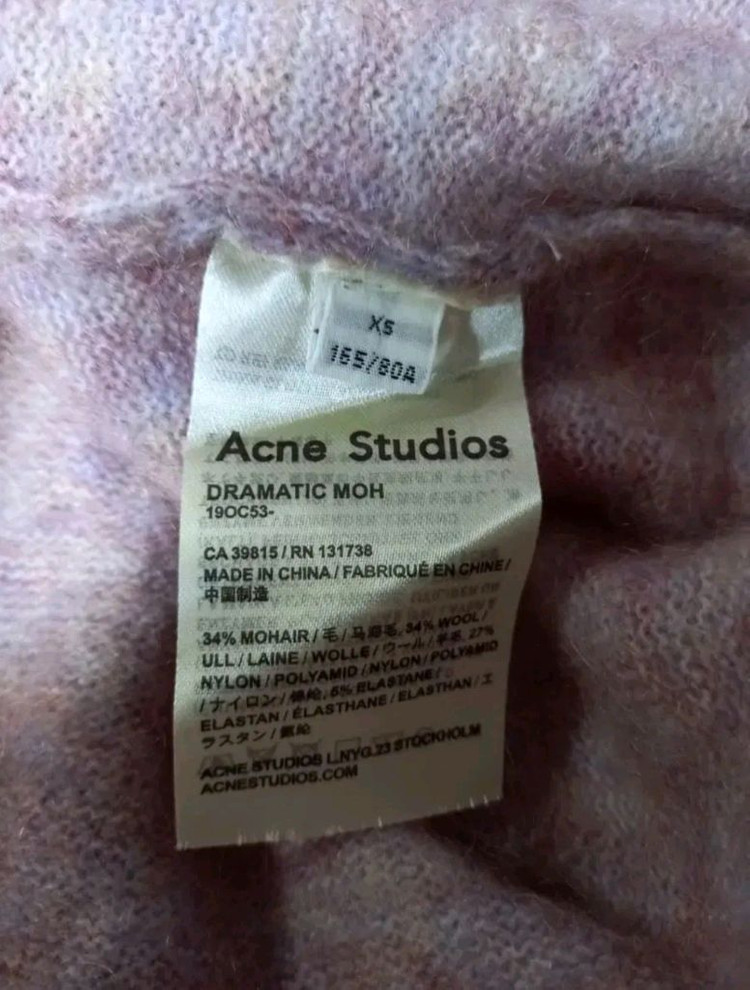 XS
165/80A
Acne Studios
DRAMATIC MOH
19OC53-
CA 39815 / RN 131738
MADE IN CHINA / FABRIQUÉ EN CHINE /
中国制造
34% MOHAIR / 毛 / 马海毛, 34% WOOL /
ULL / LAINE / WOLLE / ウール / 羊毛, 27%
NYLON / POLYAMID / NYLON / POLYAMID
/ ナイロン / 锦纶, 5% ELASTANE /
ELASTAN / ÉLASTHANE / ELASTHAN / エ
ラスタン / 氨纶
ACNE STUDIOS L.NYG.23 STOCKHOLM
ACNESTUDIOS.COM